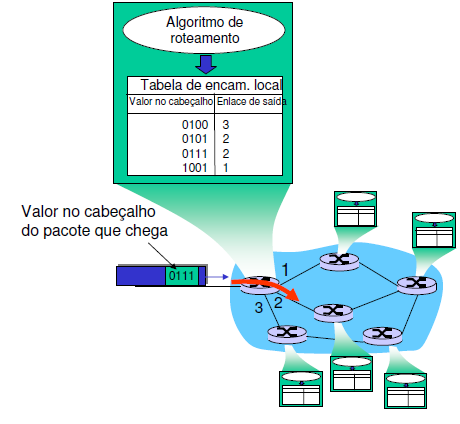 Algoritmo de
roteamento
Tabela de encam. local
Valor no cabeçalho Enlace de saída
0100 3
0101 2
0111 2
1001 1
Valor no cabeçalho
do pacote que chega
0111
1
2
3